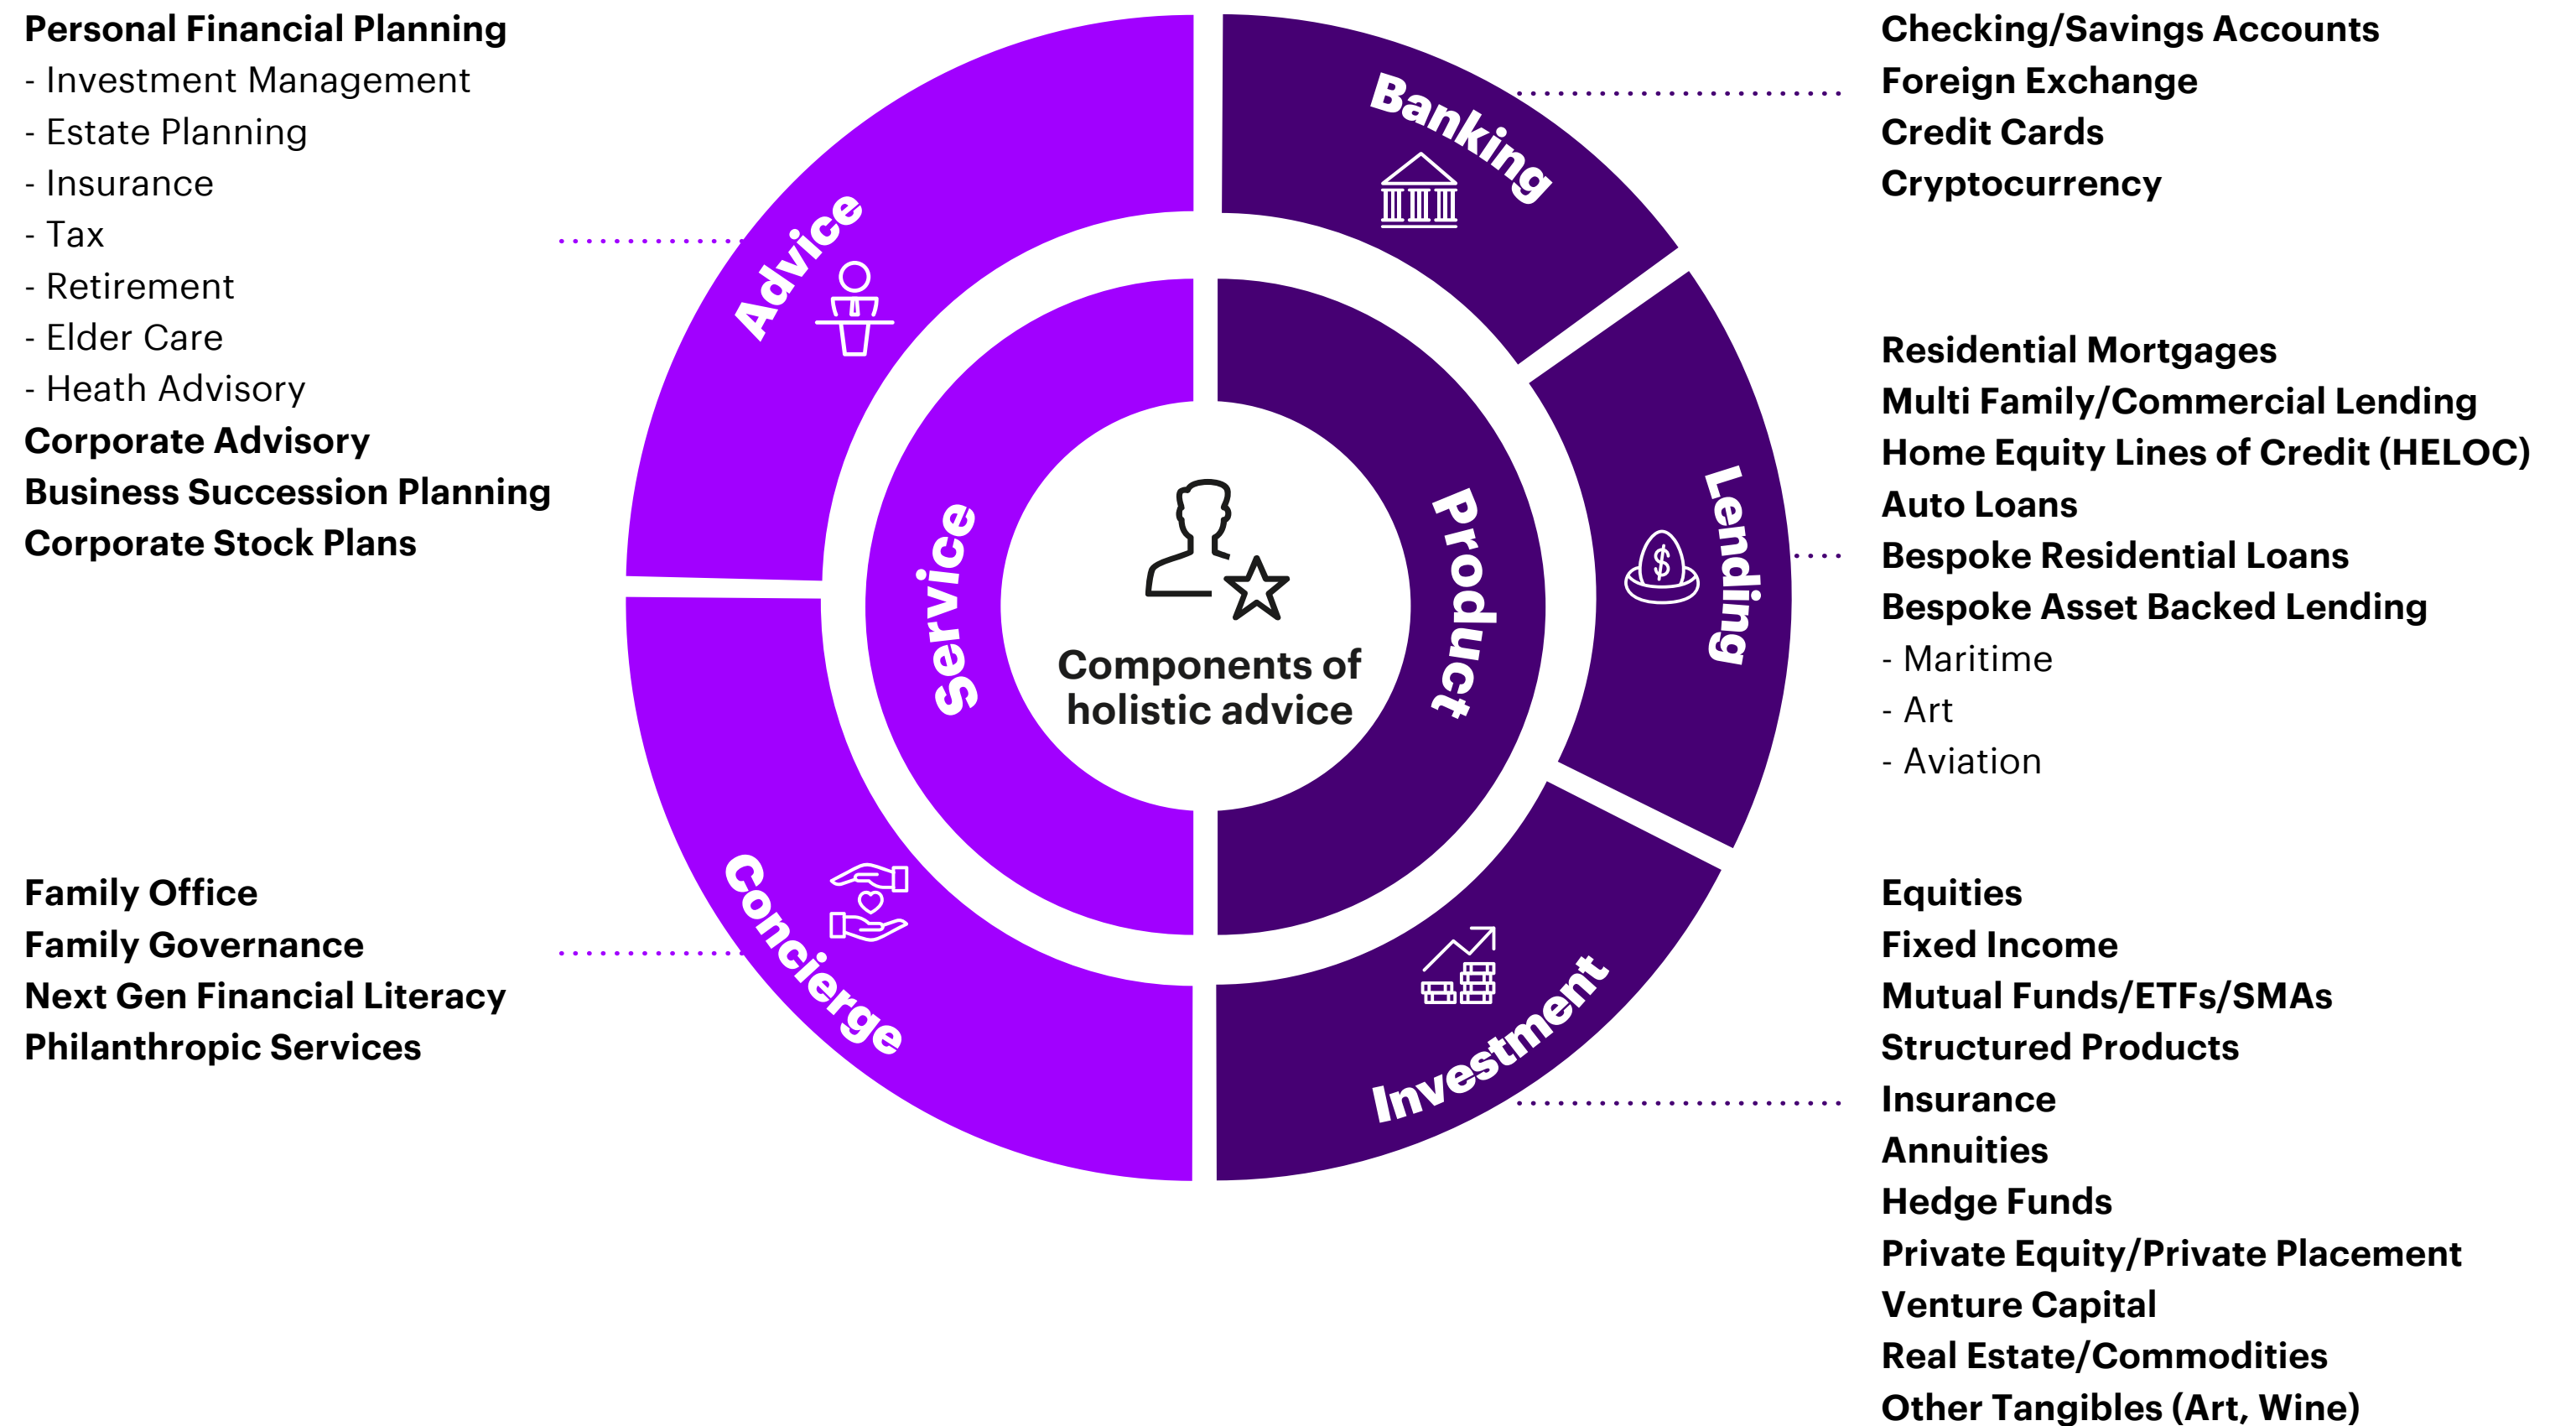 Personal Financial Planning
- Investment Management
- Estate Planning
- Insurance
- Tax
- Retirement
- Elder Care
- Heath Advisory
Corporate Advisory
Business Succession Planning
Corporate Stock Plans
Family Office
Family Governance
Next Gen Financial Literacy
Philanthropic Services
Advice
Concierge
Service
Components of
holistic advice
$
Product
Banking
Lending
Investment
Checking/Savings Accounts
Foreign Exchange
Credit Cards
Cryptocurrency
Residential Mortgages
Multi Family/Commercial Lending
Home Equity Lines of Credit (HELOC)
Auto Loans
Bespoke Residential Loans
Bespoke Asset Backed Lending
- Maritime
- Art
- Aviation
Equities
Fixed Income
Mutual Funds/ETFs/SMAs
Structured Products
Insurance
Annuities
Hedge Funds
Private Equity/Private Placement
Venture Capital
Real Estate/Commodities
Other Tangibles (Art, Wine)